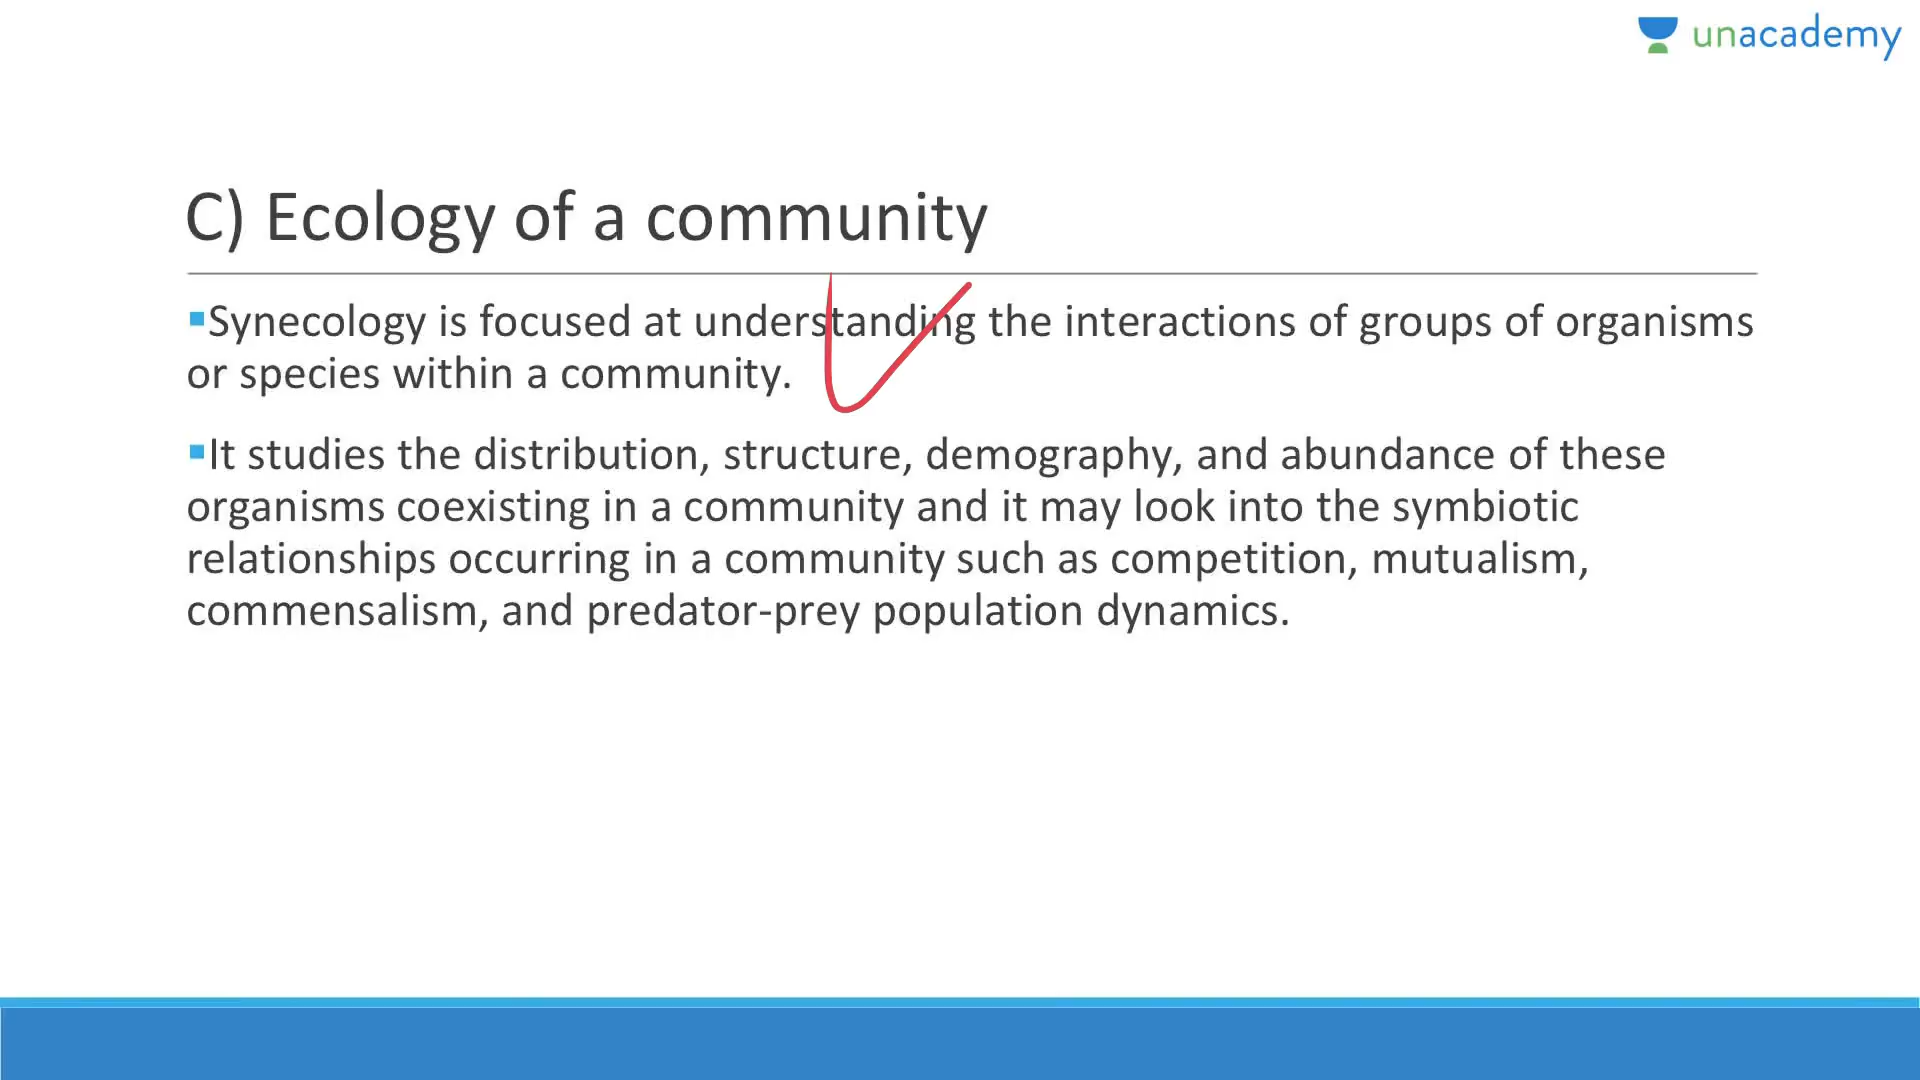 unacademy
C) Ecology of a community
▪Synecology is focused at understanding the interactions of groups of organisms
or species within a community.
▪It studies the distribution, structure, demography, and abundance of these
organisms coexisting in a community and it may look into the symbiotic
relationships occurring in a community such as competition, mutualism,
commensalism, and predator-prey population dynamics.